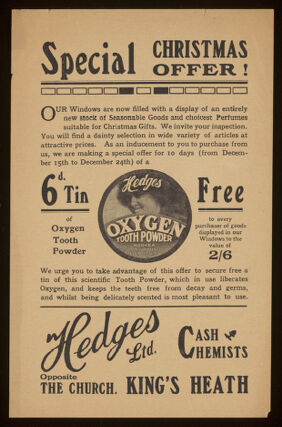 Special CHRISTMAS
OFFER!
OUR Windows are now filled with a display of an entirely
new stock of Seasonable Goods and choicest Perfumes
suitable for Christmas Gifts. We invite your inspection.
You will find a dainty selection in wide variety of articles at
attractive prices. As an inducement to you to purchase from
us, we are making a special offer for 10 days (from Decem-
ber 15th to December 24th) of a
6d. Tin
of
Oxygen
Tooth
Powder
Hedges
OXYGEN
TOOTH POWDER
Free
to every
purchaser of goods
displayed in our
Windows to the
value of
2/6
We urge you to take advantage of this offer to secure free a
tin of this scientific Tooth Powder, which in use liberates
Oxygen, and keeps the teeth free from decay and germs,
and whilst being delicately scented is most pleasant to use.
Hedges Ltd.
CASH
CHEMISTS
Opposite
THE CHURCH. KING'S HEATH